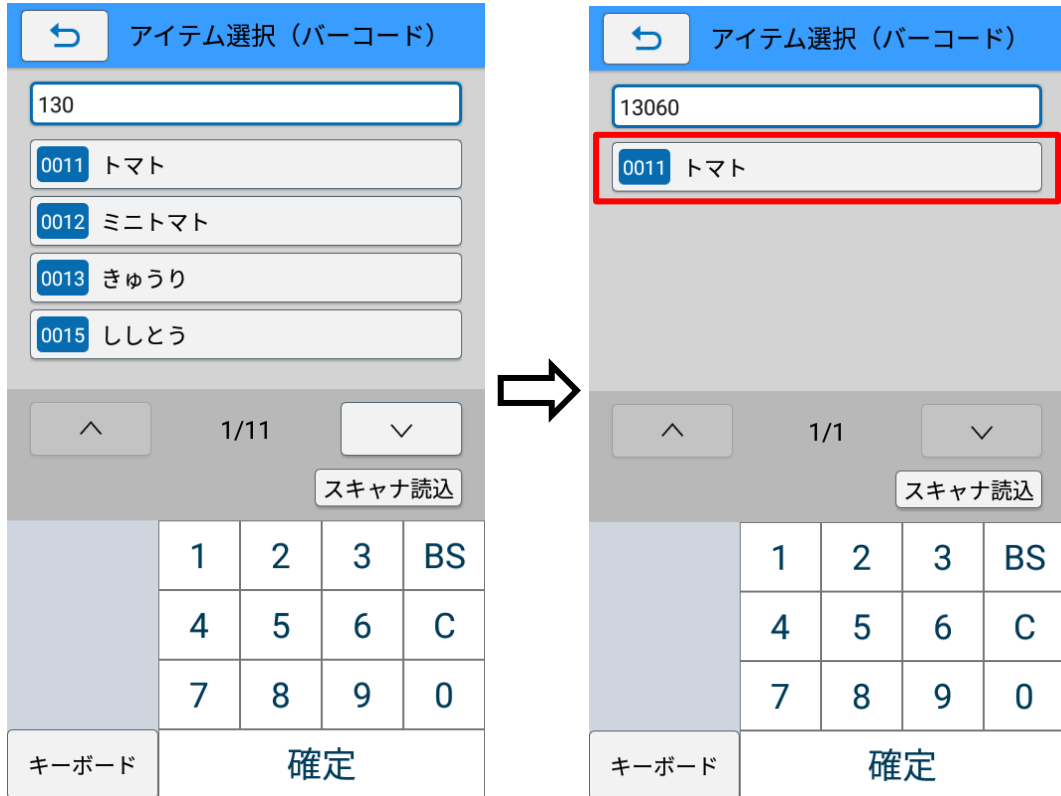 アイテム選択（バーコード）
130
0011 トマト
0012 ミニトマト
0013 きゅうり
0015 ししとう
1/11
スキャナ読込
1 2 3 BS
4 5 6 C
7 8 9 0
キーボード 確定
アイテム選択（バーコード）
13060
0011 トマト
1/1
スキャナ読込
1 2 3 BS
4 5 6 C
7 8 9 0
キーボード 確定